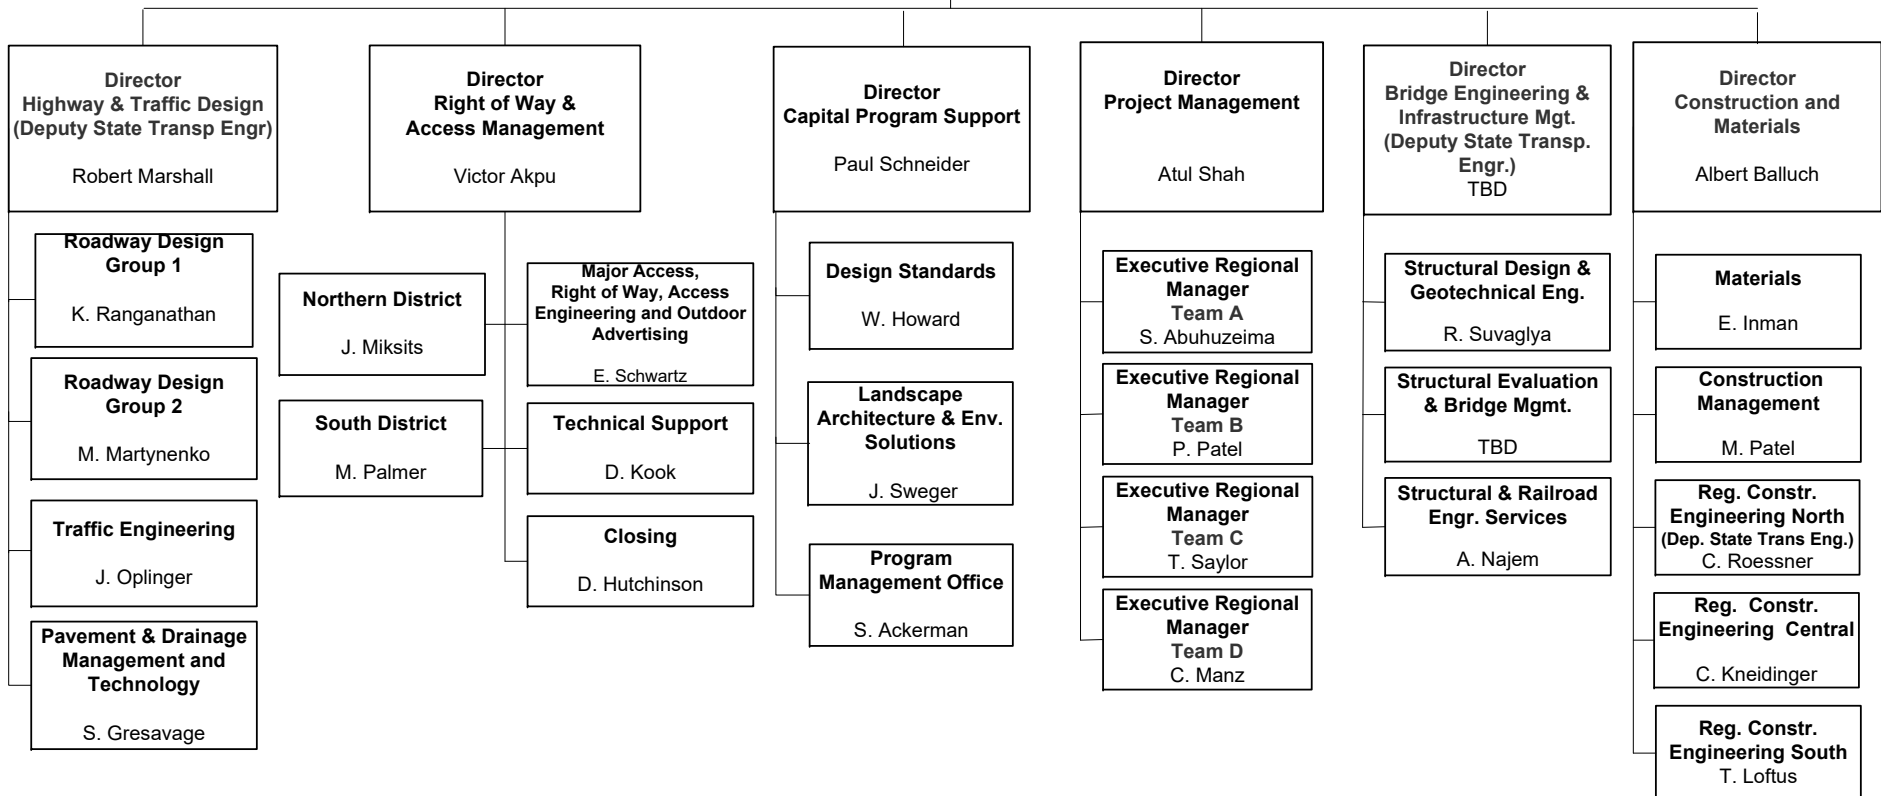 Director
Highway & Traffic Design
(Deputy State Transp Engr)
Robert Marshall
Director
Right of Way &
Access Management
Victor Akpu
Director
Capital Program Support
Paul Schneider
Director
Project Management
Atul Shah
Director
Bridge Engineering &
Infrastructure Mgt.
(Deputy State Transp.
Engr.)
TBD
Director
Construction and
Materials
Albert Balluch
Roadway Design
Group 1
K. Ranganathan
Roadway Design
Group 2
M. Martynenko
Traffic Engineering
J. Oplinger
Pavement & Drainage
Management and
Technology
S. Gresavage
Northern District
J. Miksits
South District
M. Palmer
Major Access,
Right of Way, Access
Engineering and Outdoor
Advertising
E. Schwartz
Technical Support
D. Kook
Closing
D. Hutchinson
Design Standards
W. Howard
Landscape
Architecture & Env.
Solutions
J. Sweger
Program
Management Office
S. Ackerman
Executive Regional
Manager
Team A
S. Abuhuzeima
Executive Regional
Manager
Team B
P. Patel
Executive Regional
Manager
Team C
T. Saylor
Executive Regional
Manager
Team D
C. Manz
Structural Design &
Geotechnical Eng.
R. Suvaglya
Structural Evaluation
& Bridge Mgmt.
TBD
Structural & Railroad
Engr. Services
A. Najem
Materials
E. Inman
Construction
Management
M. Patel
Reg. Constr.
Engineering North
(Dep. State Trans Eng.)
C. Roessner
Reg. Constr.
Engineering Central
C. Kneidinger
Reg. Constr.
Engineering South
T. Loftus